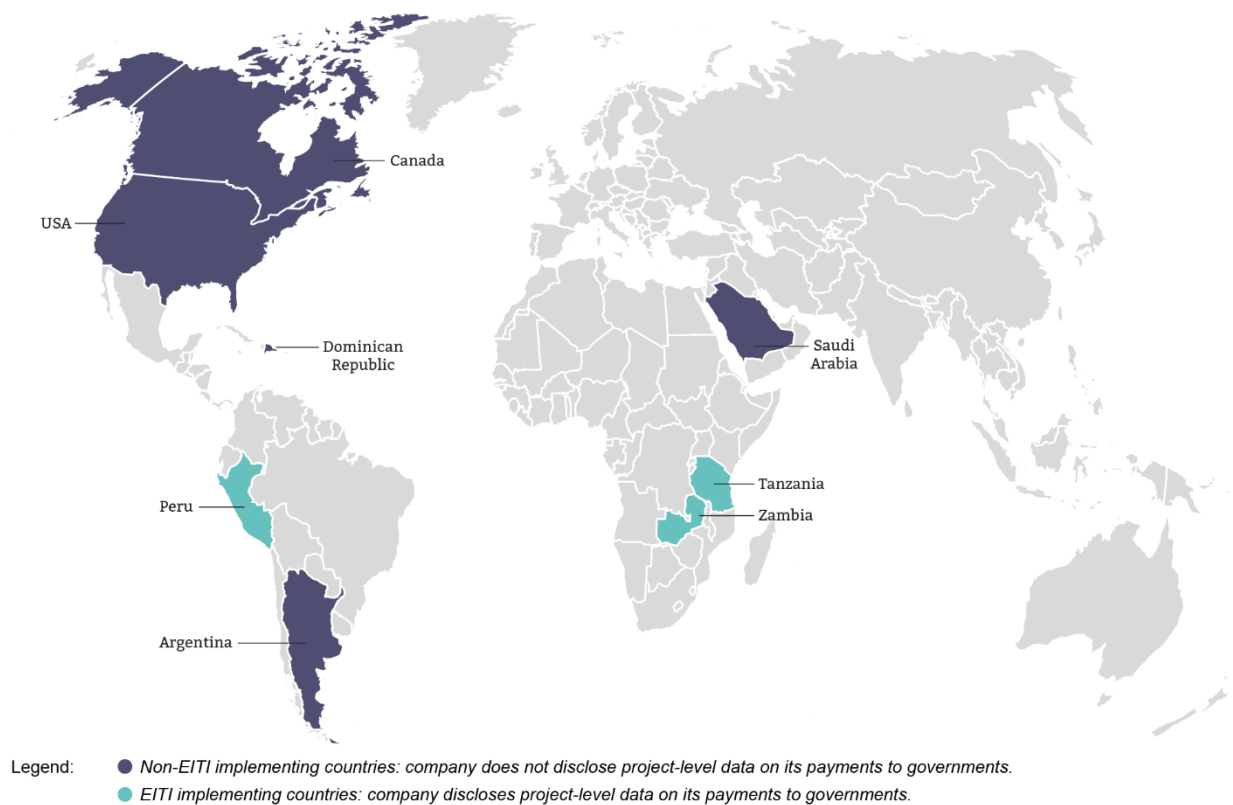 Canada
USA
Dominican
Republic
Saudi
Arabia
Tanzania
Zambia
Peru
Argentina
Legend:
Non-EITI implementing countries: company does not disclose project-level data on its payments to governments.
EITI implementing countries: company discloses project-level data on its payments to governments.